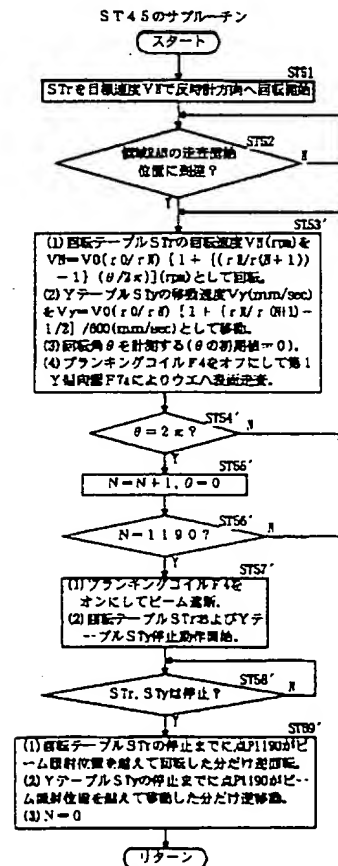 ST45のサブルーチン
スタート
ST51
STrを目標速度VNで反時計方向へ回転開始
ST52
の走査開始
位置に到達?
N
Y
ST53'
(1)回転テーブルSTrの回転速度VN(rpm)を
VN=V0(r0/rN) {1+{(rN/r(N+1))
-1} (θ/2π)](rpm)として回転。
(2)YテーブルSTyの移動速度Vy(mm/sec)
をVy=V0(r0/rN) [1+{rN/r(N+1)-
1/2] /600(mm/sec)として移動。
(3)回転角θを計測する(θの初期値=0)。
(4)ブランキングコイルF4をオフにして第1
Y偏向器F7aによりウエハ表面走査。
ST54'
θ=2π?
N
Y
ST55'
N=N+1, θ=0
ST56'
N=1190?
N
Y
ST57'
(1)ブランキングコイルF4を
オンにしてビーム遮断。
(2)回転テーブルSTrおよびYテ
ーブルSTy停止動作開始。
ST58'
STr, STyは停止?
N
Y
ST59'
(1)回転テーブルSTrの停止までに点P1190がビ
ーム照射位置を越えて回転した分だけ逆回転。
(2)YテーブルSTyの停止までに点P1190がビー
ム照射位置を越えて移動した分だけ逆移動。
(3)N=0
リターン